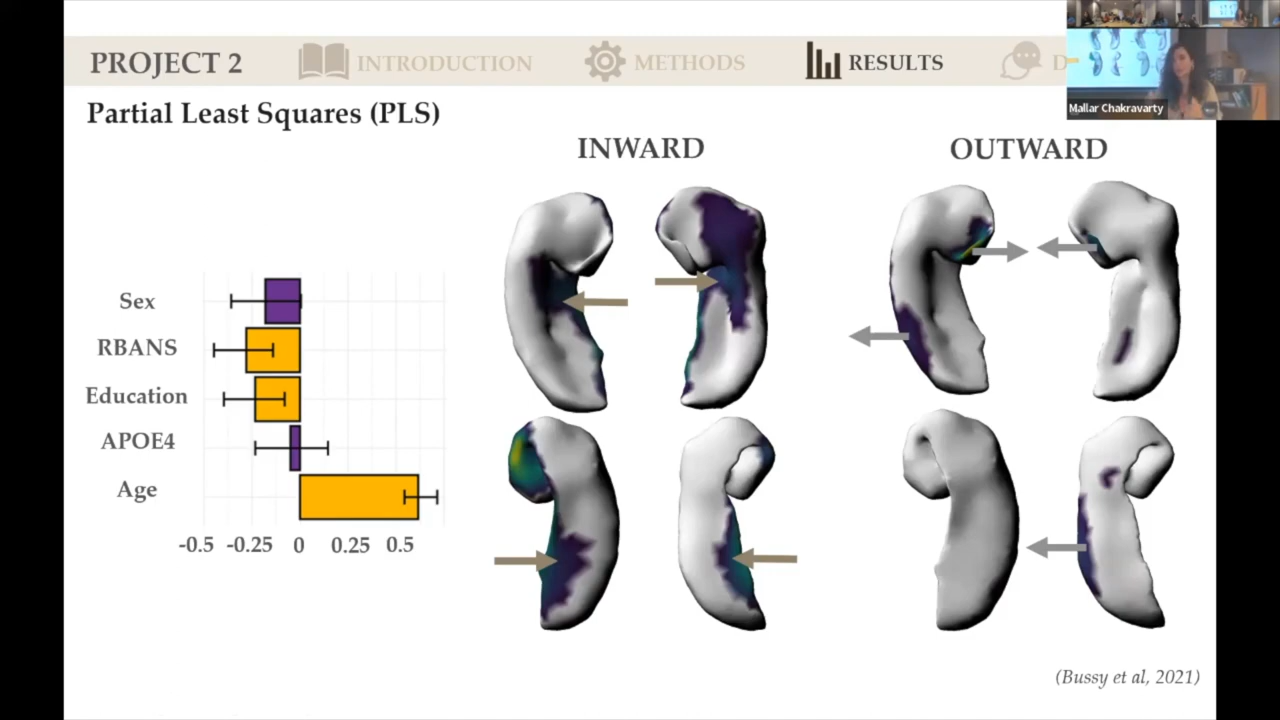 PROJECT 2
INTRODUCTION
METHODS
RESULTS
D
Mallar Chakravarty
Partial Least Squares (PLS)
INWARD
OUTWARD
Sex
RBANS
Education
APOE4
Age
-0.5 -0.25 0 0.25 0.5
(Bussy et al, 2021)